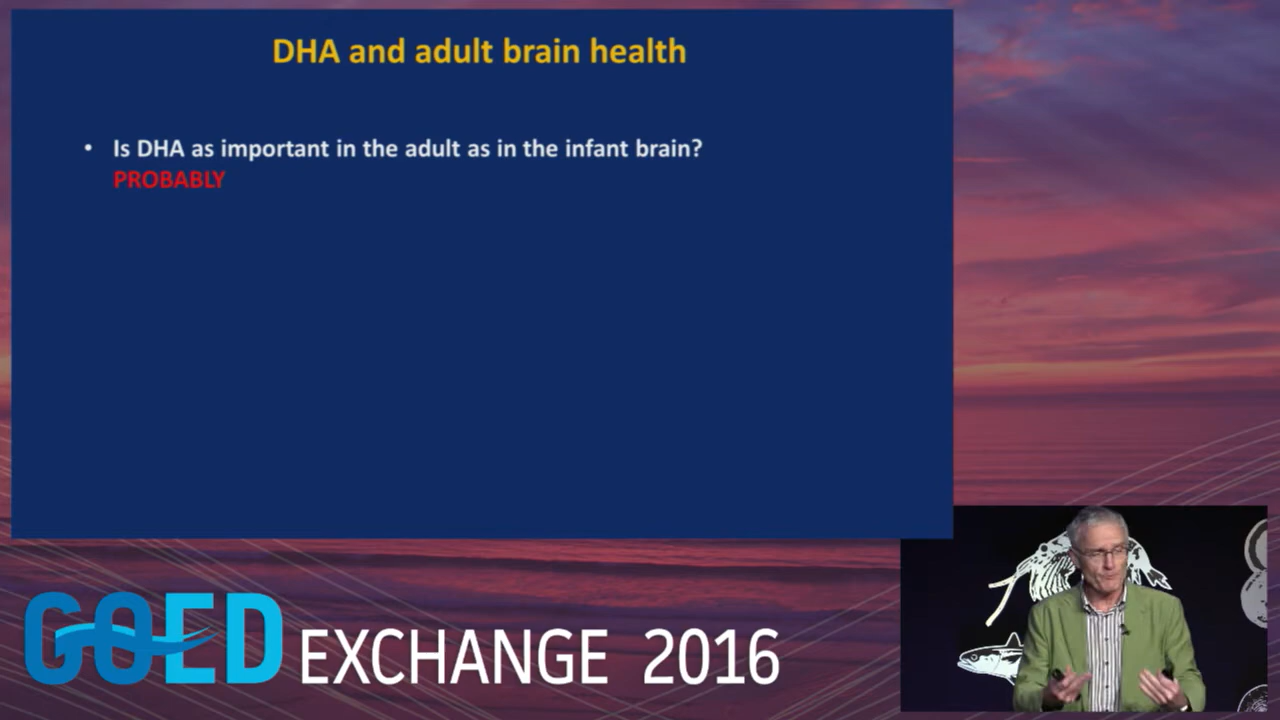 DHA and adult brain health
• Is DHA as important in the adult as in the infant brain?
PROBABLY
GOED EXCHANGE 2016